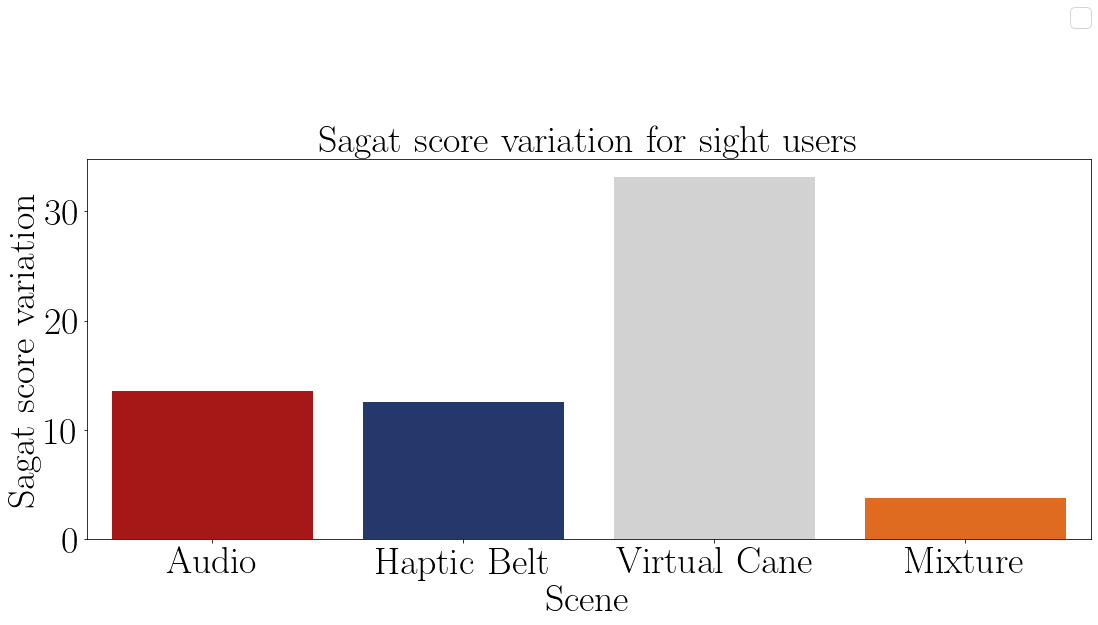 Sagat score variation for sight users
Sagat score variation
30
20
10
0
Audio
Haptic Belt
Virtual Cane
Mixture
Scene